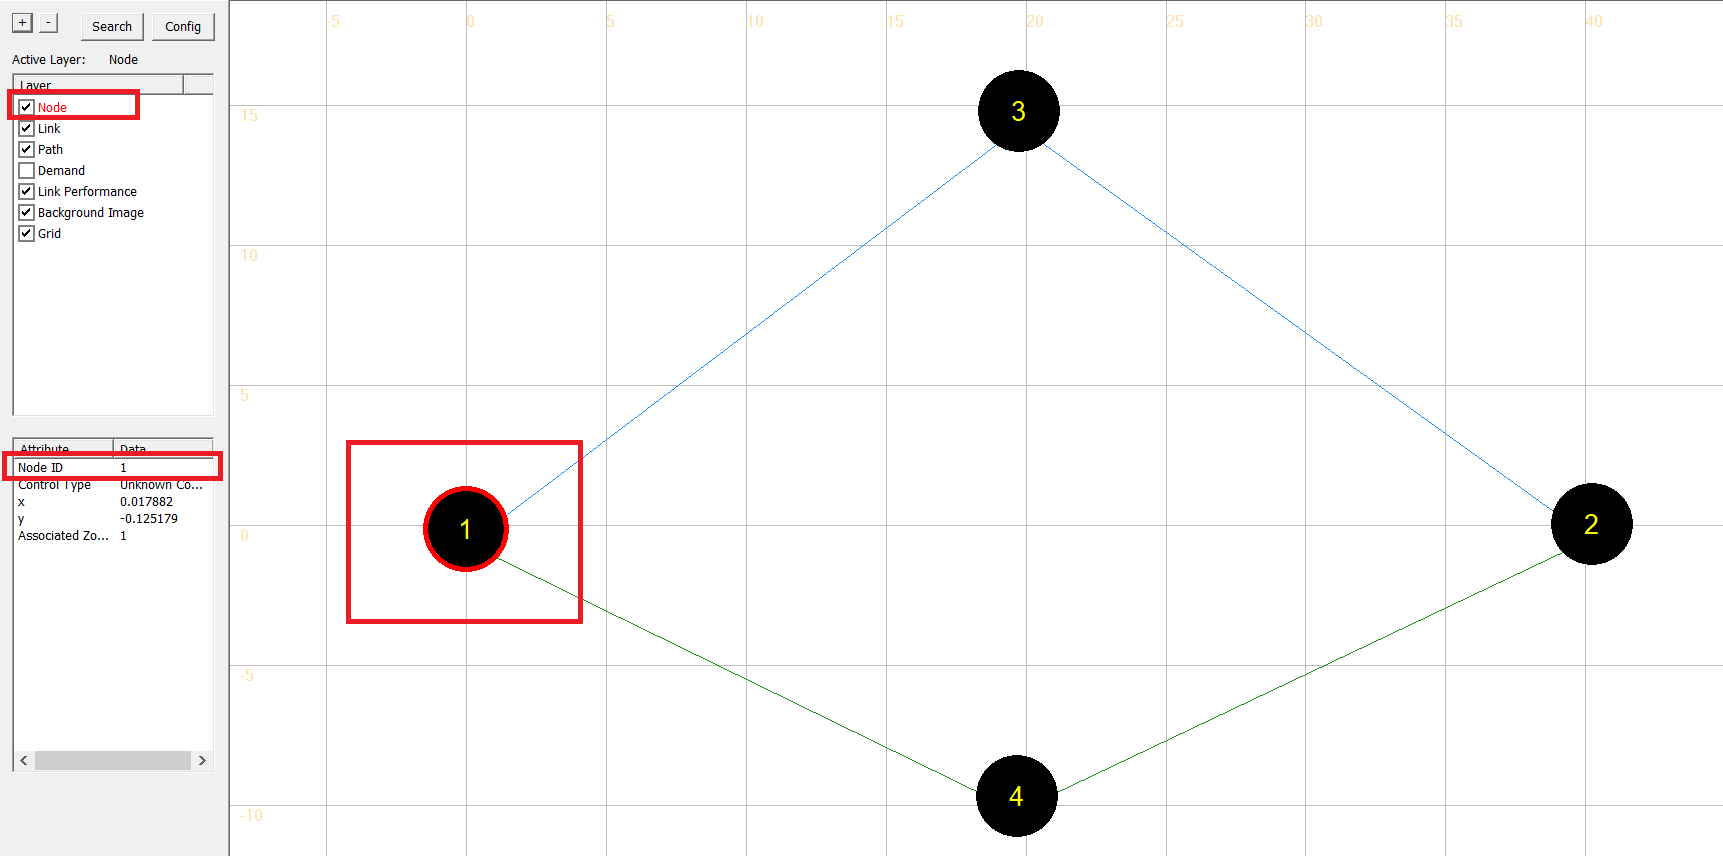 + - Search Config
Active Layer: Node
Layer
Node
Link
Path
Demand
Link Performance
Background Image
Grid
Attribute Data
Node ID 1
Control Type Unknown Co...
x 0.017882
y -0.125179
Associated Zo... 1
-5 0 5 10 15 20 25 30 35 40
15
10
5
0
-5
-10
3
1
2
4